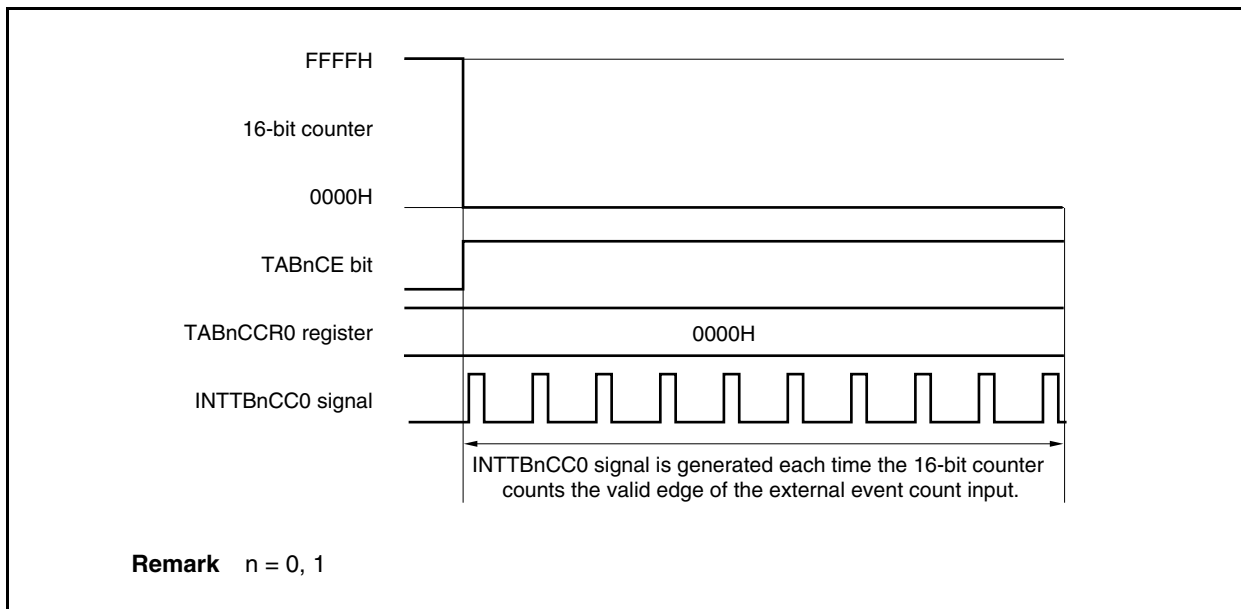 FFFFH
16-bit counter
0000H
TABnCE bit
TABnCCR0 register
0000H
INTTBnCC0 signal
INTTBnCC0 signal is generated each time the 16-bit counter
counts the valid edge of the external event count input.
Remark n = 0, 1